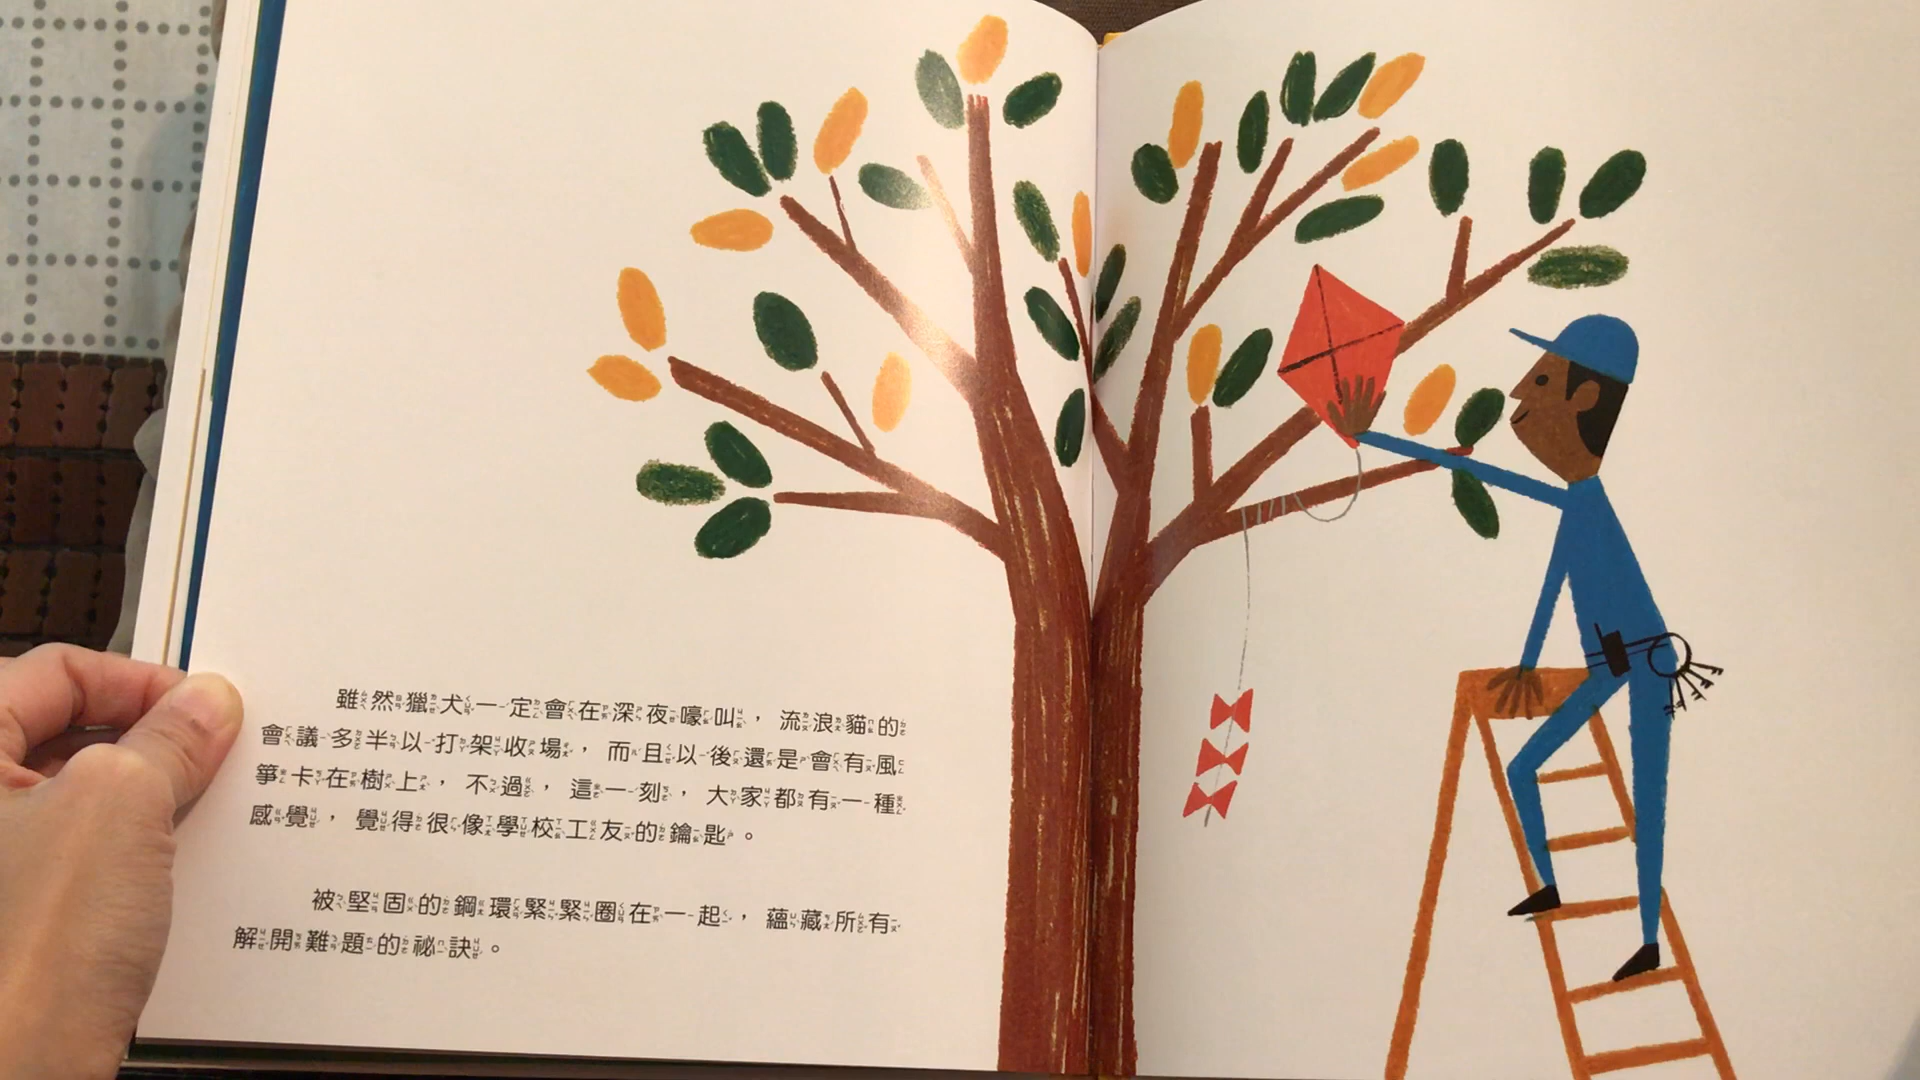 雖然獵犬一定會在深夜嚎叫，流浪貓的
會議多半以打架收場，而且以後還是會有風
箏卡在樹上，不過，這一刻，大家都有一種
感覺，覺得很像學校工友的鑰匙。
被堅固的鋼環緊緊圈在一起，蘊藏所有
解開難題的祕訣。